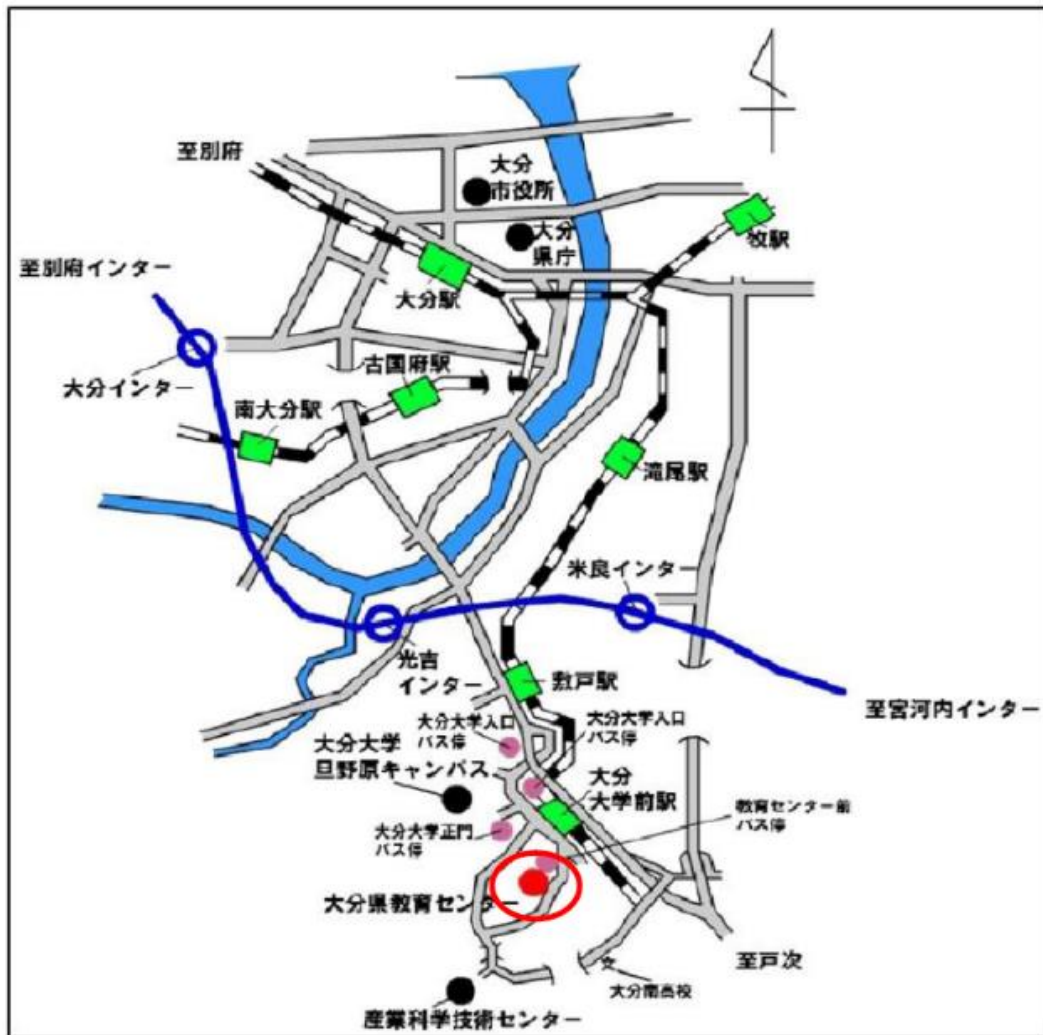 至別府
大分
市役所
大分
県庁
牧駅
至別府インター
大分駅
大分インター
古国府駅
南大分駅
滝尾駅
米良インター
光吉
インター
敷戸駅
至宮河内インター
大分大学入口
バス停
大分大学入口
バス停
大分大学
旦野原キャンパス
大分
大学前駅
教育センター前
バス停
大分大学正門
バス停
大分県教育センター
至戸次
大分南高校
産業科学技術センター